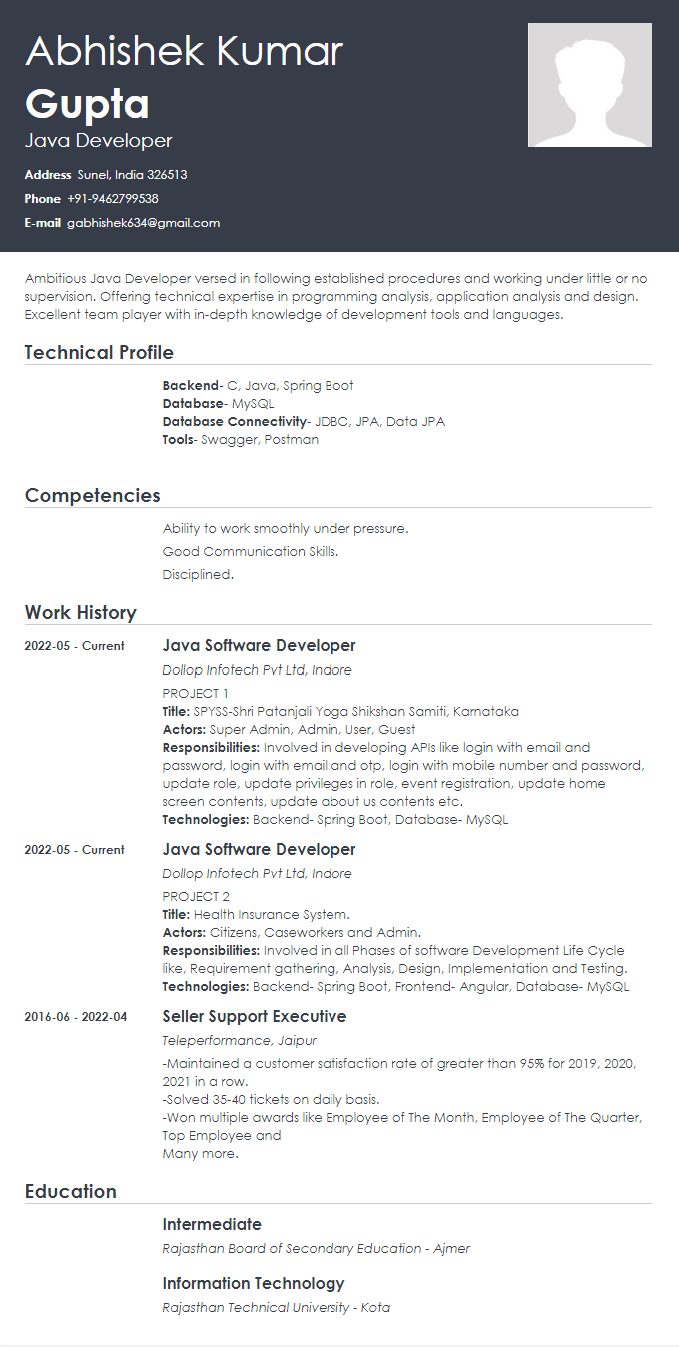 Abhishek Kumar
Gupta
Java Developer
Address Sunel, India 326513
Phone +91-9462799538
E-mail gabhishek634@gmail.com
Ambitious Java Developer versed in following established procedures and working under little or no
supervision. Offering technical expertise in programming analysis, application analysis and design.
Excellent team player with in-depth knowledge of development tools and languages.
Technical Profile
Backend- C, Java, Spring Boot
Database- MySQL
Database Connectivity- JDBC, JPA, Data JPA
Tools- Swagger, Postman
Competencies
Ability to work smoothly under pressure.
Good Communication Skills.
Disciplined.
Work History
2022-05 - Current
Java Software Developer
Dollop Infotech Pvt Ltd, Indore
PROJECT 1
Title: SPYSS-Shri Patanjali Yoga Shikshan Samiti, Karnataka
Actors: Super Admin, Admin, User, Guest
Responsibilities: Involved in developing APIs like login with email and
password, login with email and otp, login with mobile number and password,
update role, update privileges in role, event registration, update home
screen contents, update about us contents etc.
Technologies: Backend- Spring Boot, Database- MySQL
2022-05 - Current
Java Software Developer
Dollop Infotech Pvt Ltd, Indore
PROJECT 2
Title: Health Insurance System.
Actors: Citizens, Caseworkers and Admin.
Responsibilities: Involved in all Phases of software Development Life Cycle
like, Requirement gathering, Analysis, Design, Implementation and Testing.
Technologies: Backend- Spring Boot, Frontend- Angular, Database- MySQL
2016-06 - 2022-04
Seller Support Executive
Teleperformance, Jaipur
-Maintained a customer satisfaction rate of greater than 95% for 2019, 2020,
2021 in a row.
-Solved 35-40 tickets on daily basis.
-Won multiple awards like Employee of The Month, Employee of The Quarter,
Top Employee and
Many more.
Education
Intermediate
Rajasthan Board of Secondary Education - Ajmer
Information Technology
Rajasthan Technical University - Kota